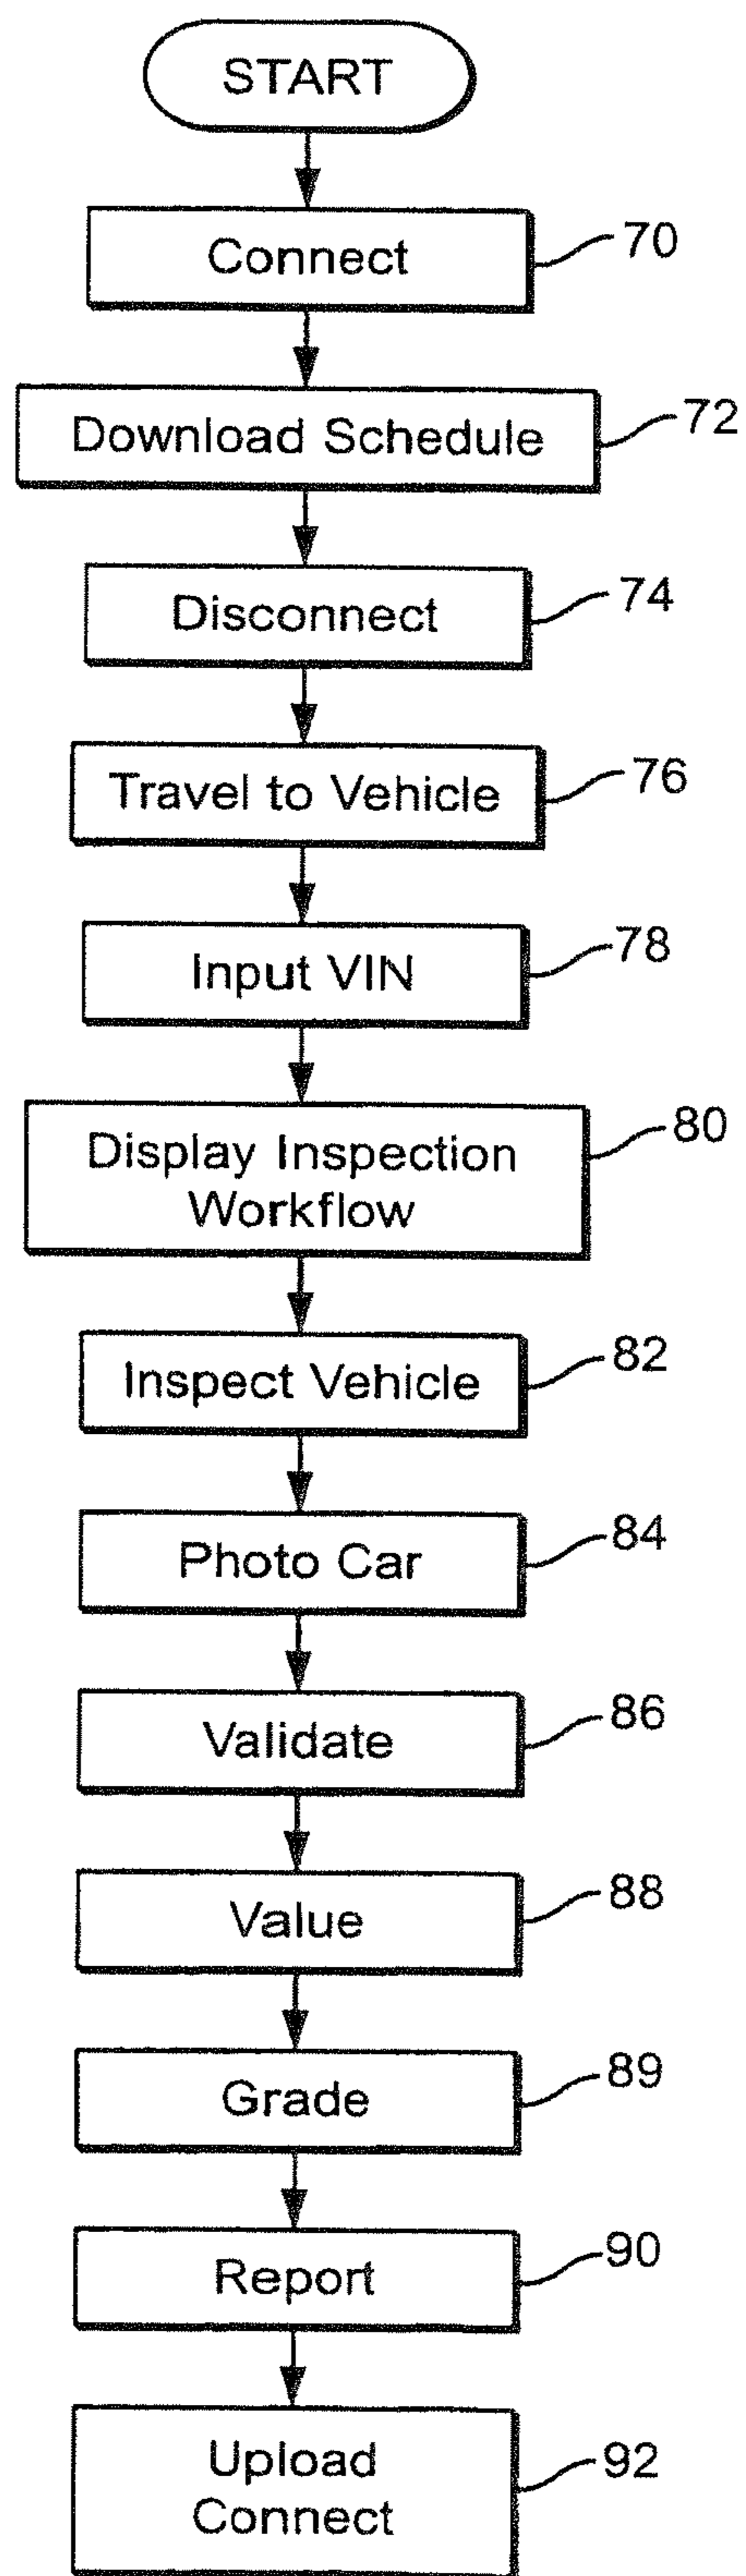 START
Connect
70
Download Schedule
72
Disconnect
74
Travel to Vehicle
76
Input VIN
78
Display Inspection
Workflow
80
Inspect Vehicle
82
Photo Car
84
Validate
86
Value
88
Grade
89
Report
90
Upload
Connect
92